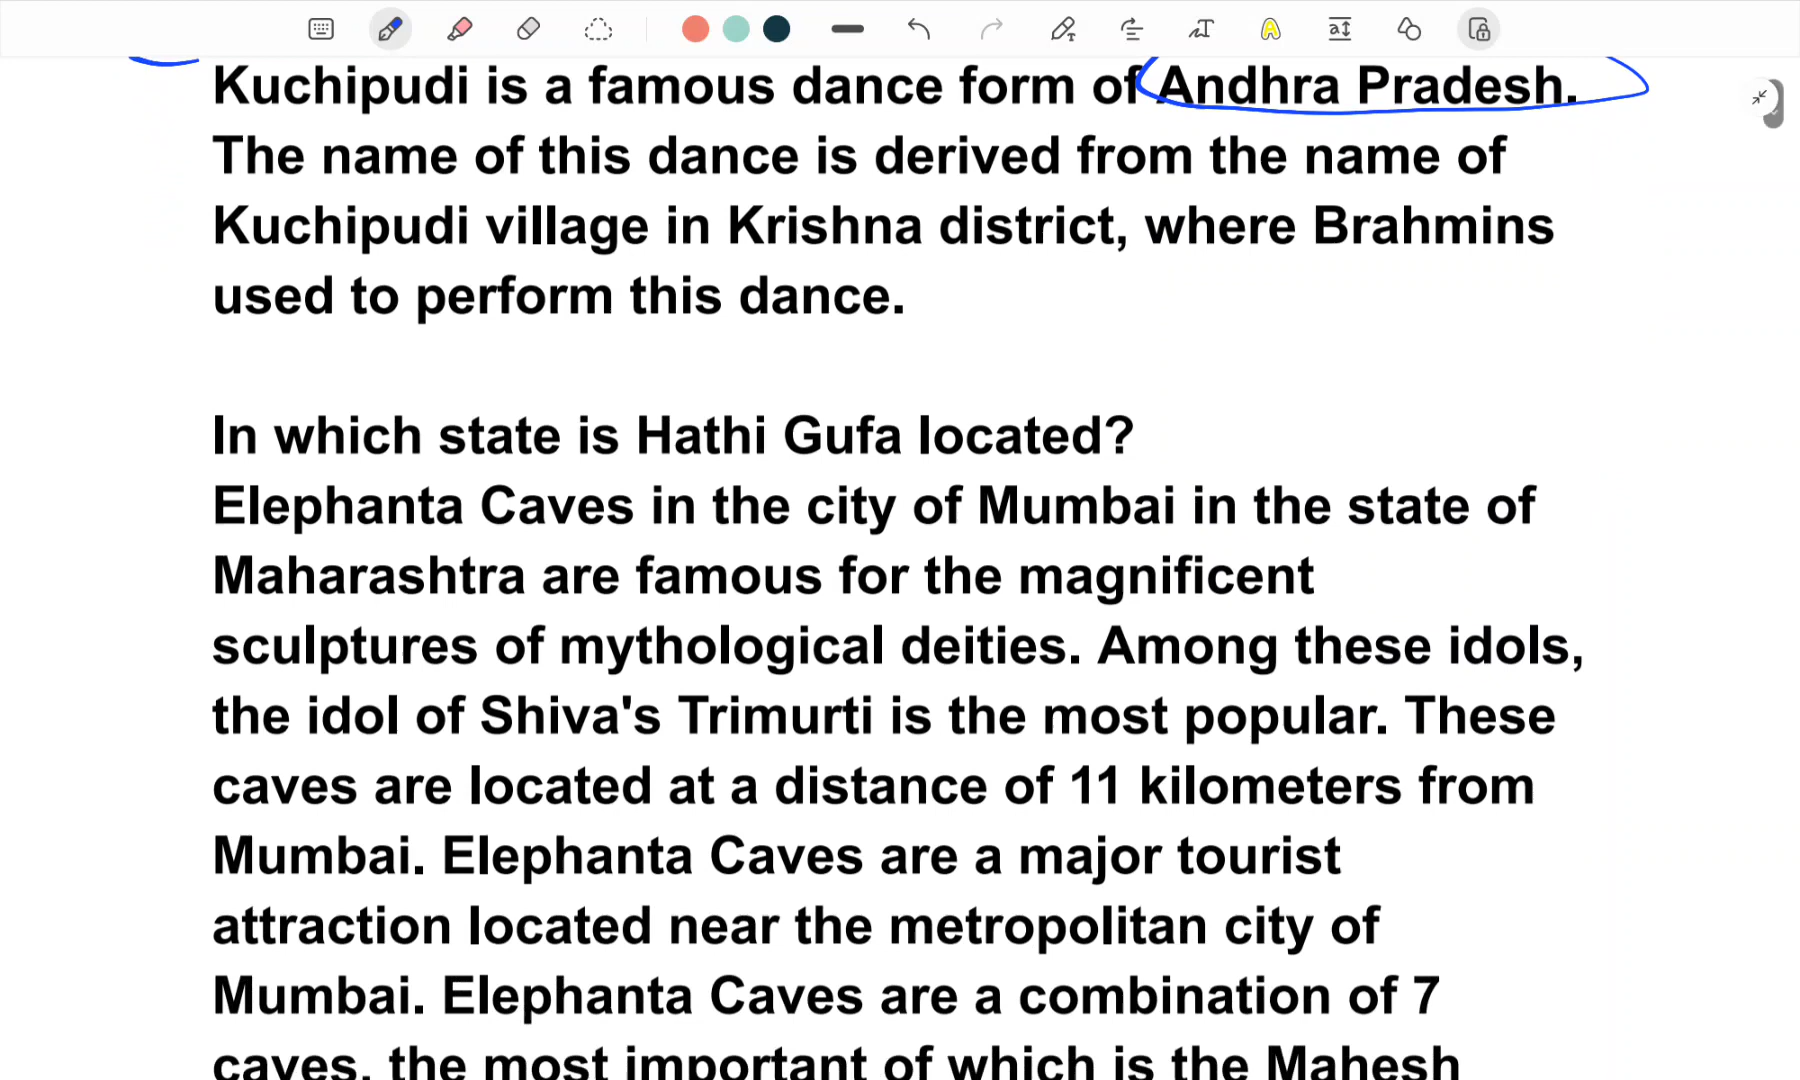 Kuchipudi is a famous dance form of Andhra Pradesh.
The name of this dance is derived from the name of
Kuchipudi village in Krishna district, where Brahmins
used to perform this dance.
In which state is Hathi Gufa located?
Elephanta Caves in the city of Mumbai in the state of
Maharashtra are famous for the magnificent
sculptures of mythological deities. Among these idols,
the idol of Shiva's Trimurti is the most popular. These
caves are located at a distance of 11 kilometers from
Mumbai. Elephanta Caves are a major tourist
attraction located near the metropolitan city of
Mumbai. Elephanta Caves are a combination of 7
caves, the most important of which is the Mahesh